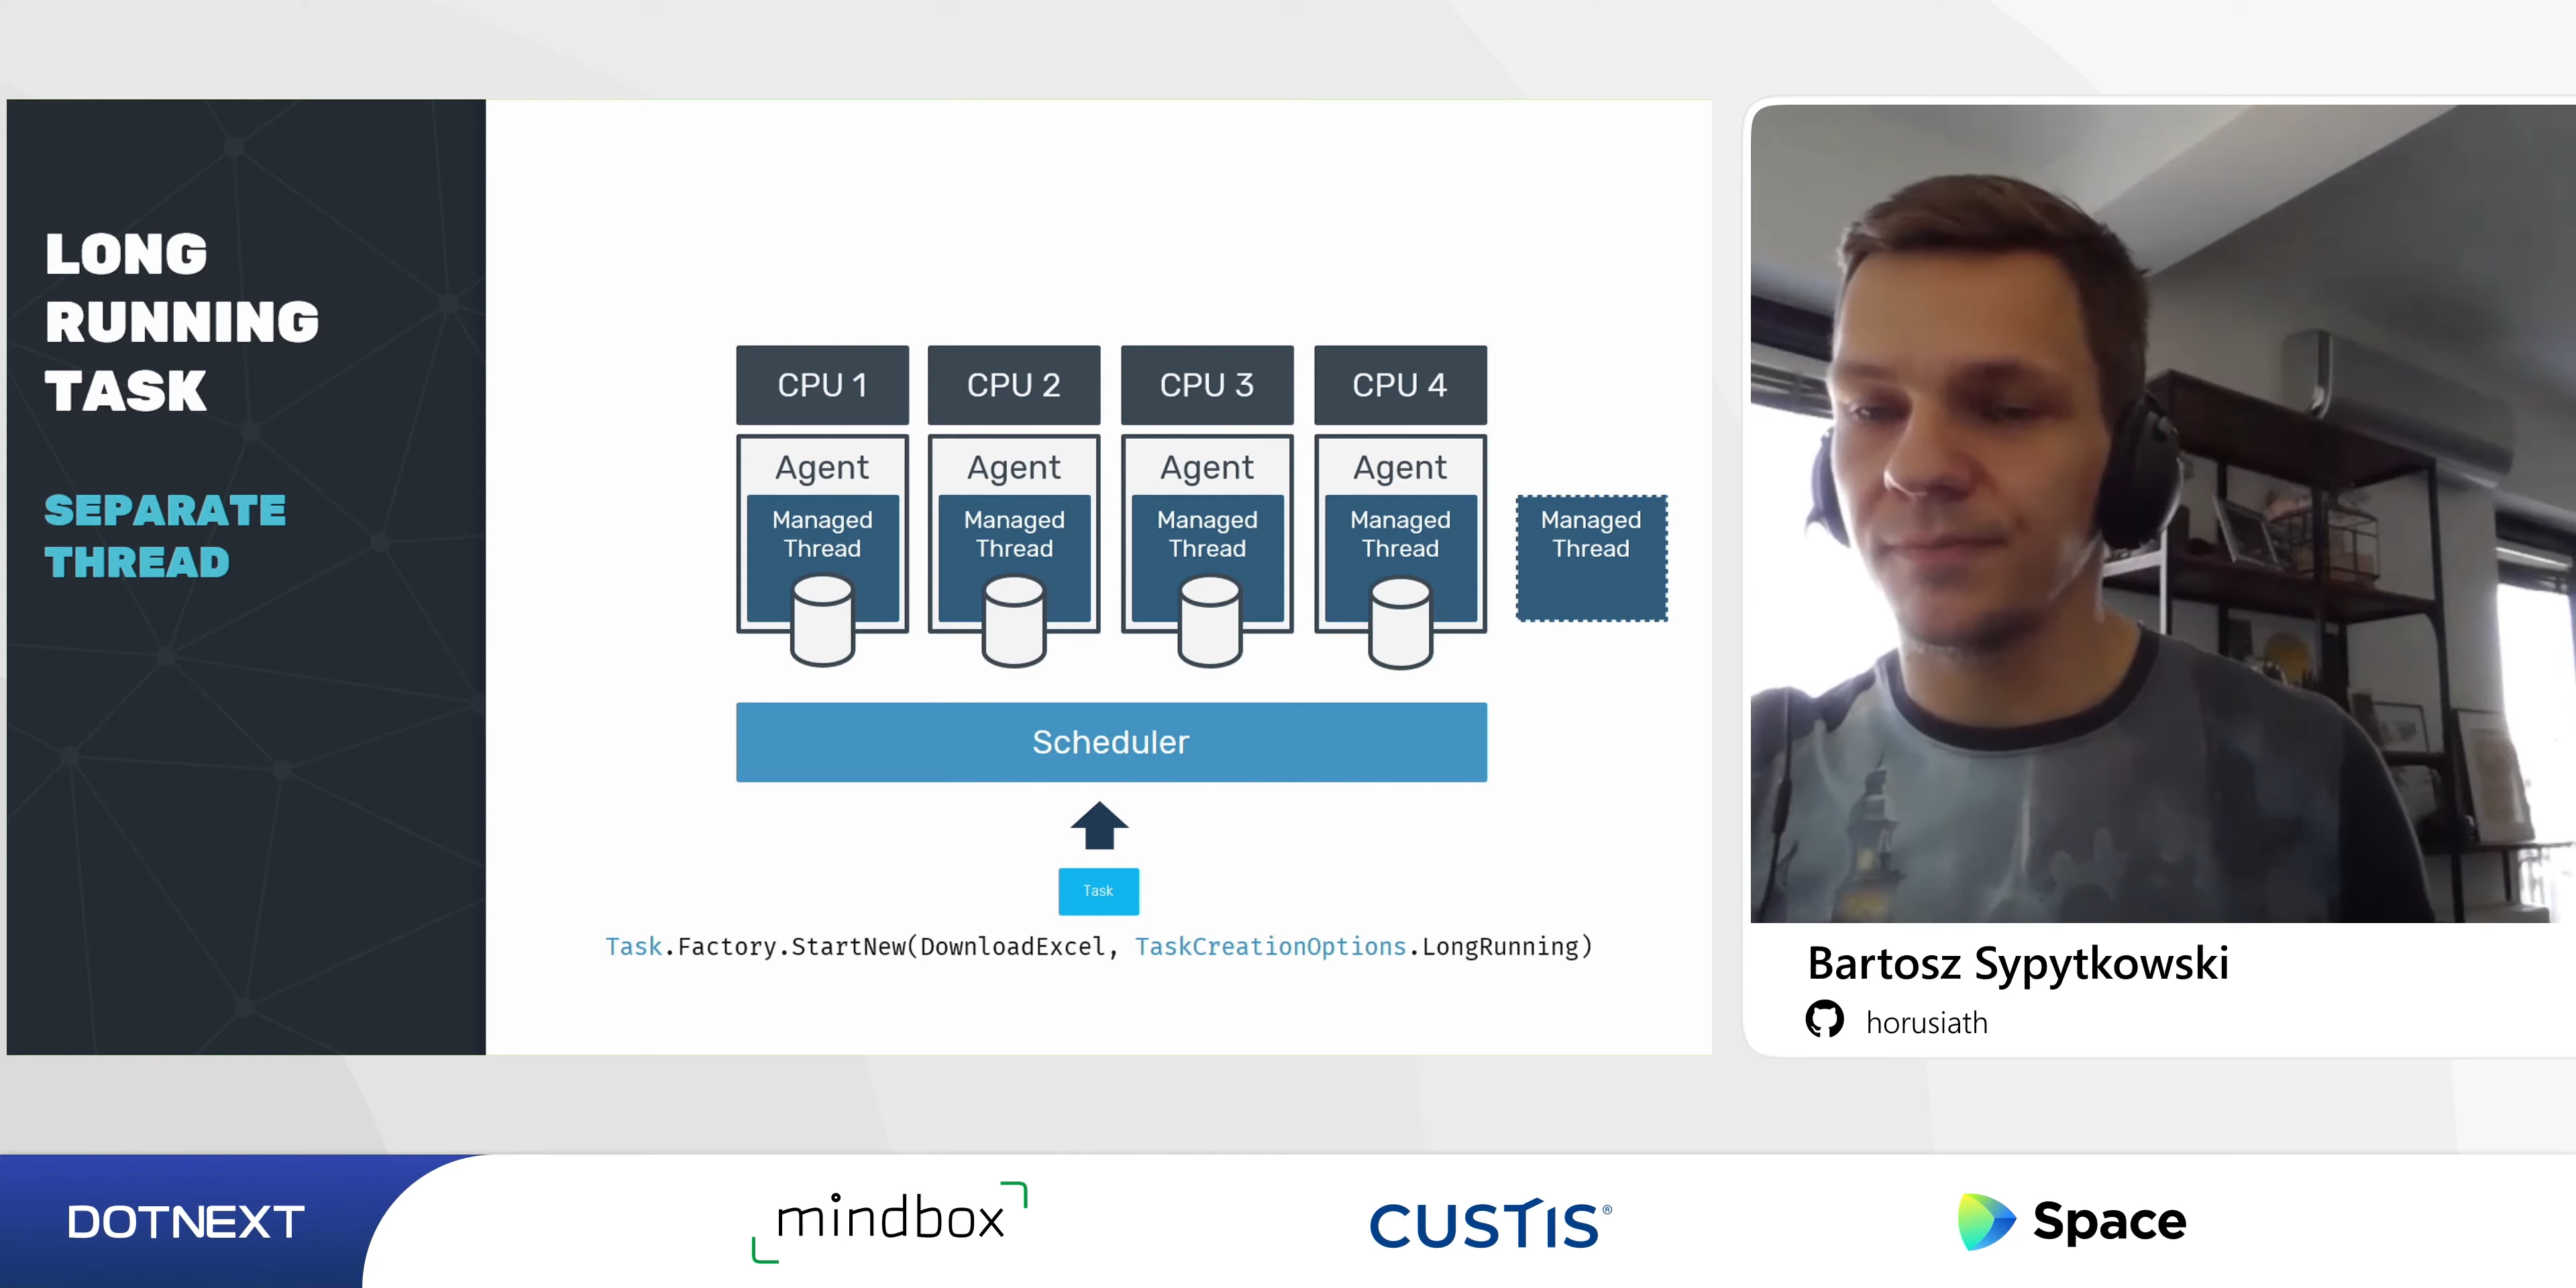 LONG
RUNNING
TASK
SEPARATE
THREAD
CPU 1
CPU 2
CPU 3
CPU 4
Agent
Agent
Agent
Agent
Managed
Thread
Managed
Thread
Managed
Thread
Managed
Thread
Managed
Thread
Scheduler
Task
Task.Factory.StartNew(DownloadExcel, TaskCreationOptions.LongRunning)
Bartosz Sypytkowski
horusiath
DOTNEXT
mindbox
CUSTIS®
Space